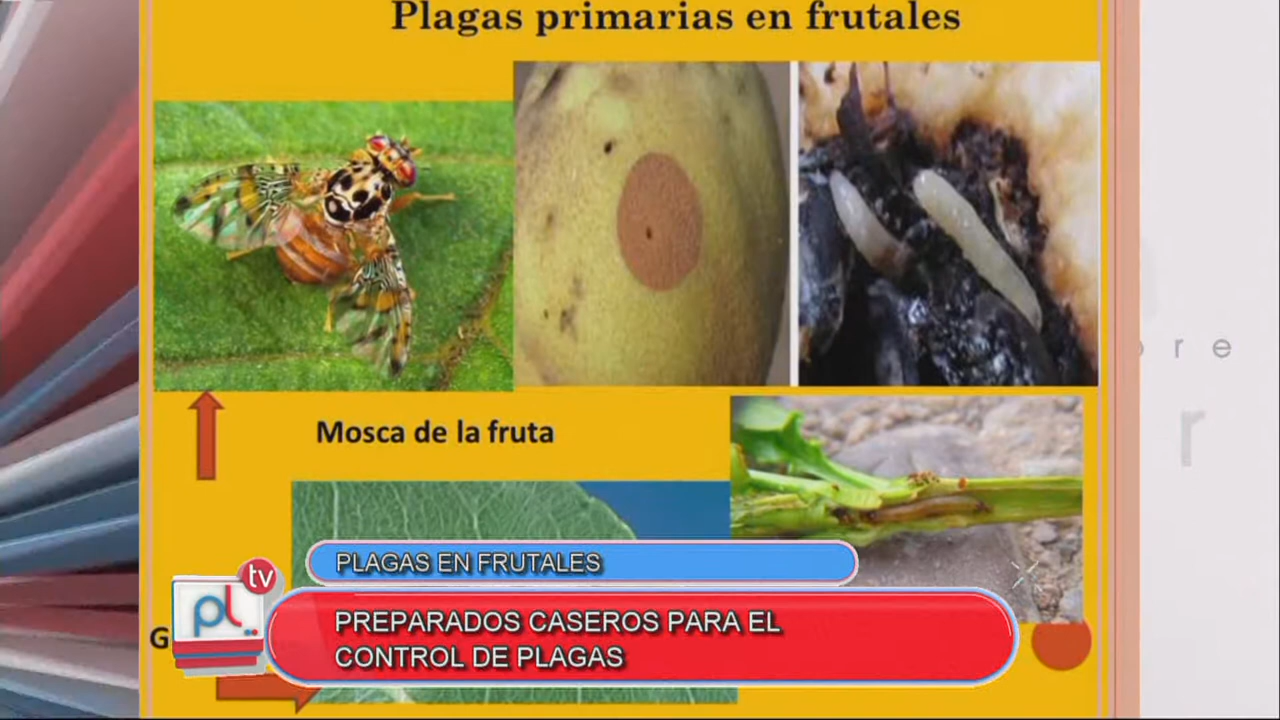 Plagas primarias en frutales
Mosca de la fruta
PLAGAS EN FRUTALES
tv
pl
PREPARADOS CASEROS PARA EL
CONTROL DE PLAGAS
G
r e
r